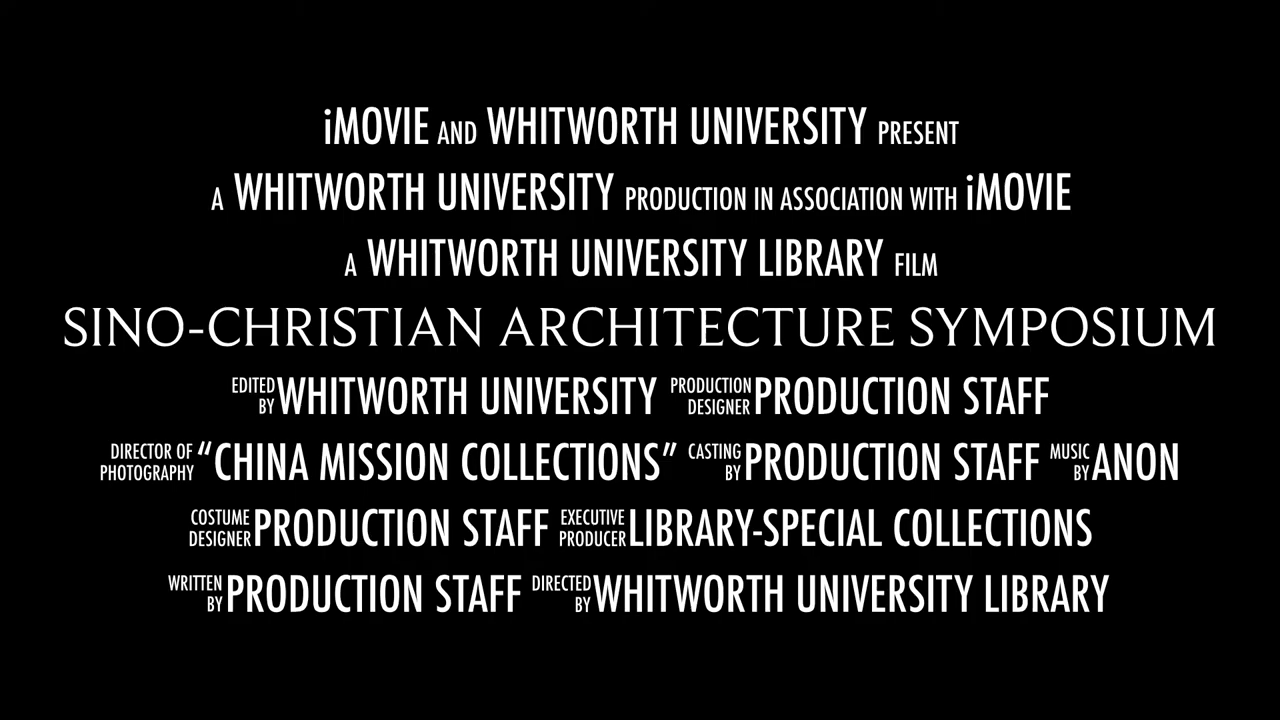 iMOVIE AND WHITWORTH UNIVERSITY PRESENT
A WHITWORTH UNIVERSITY PRODUCTION IN ASSOCIATION WITH iMOVIE
A WHITWORTH UNIVERSITY LIBRARY FILM
SINO-CHRISTIAN ARCHITECTURE SYMPOSIUM
EDITED BY WHITWORTH UNIVERSITY PRODUCTION DESIGNER PRODUCTION STAFF
DIRECTOR OF PHOTOGRAPHY “CHINA MISSION COLLECTIONS” CASTING BY PRODUCTION STAFF MUSIC BY ANON
COSTUME DESIGNER PRODUCTION STAFF EXECUTIVE PRODUCER LIBRARY-SPECIAL COLLECTIONS
WRITTEN BY PRODUCTION STAFF DIRECTED BY WHITWORTH UNIVERSITY LIBRARY